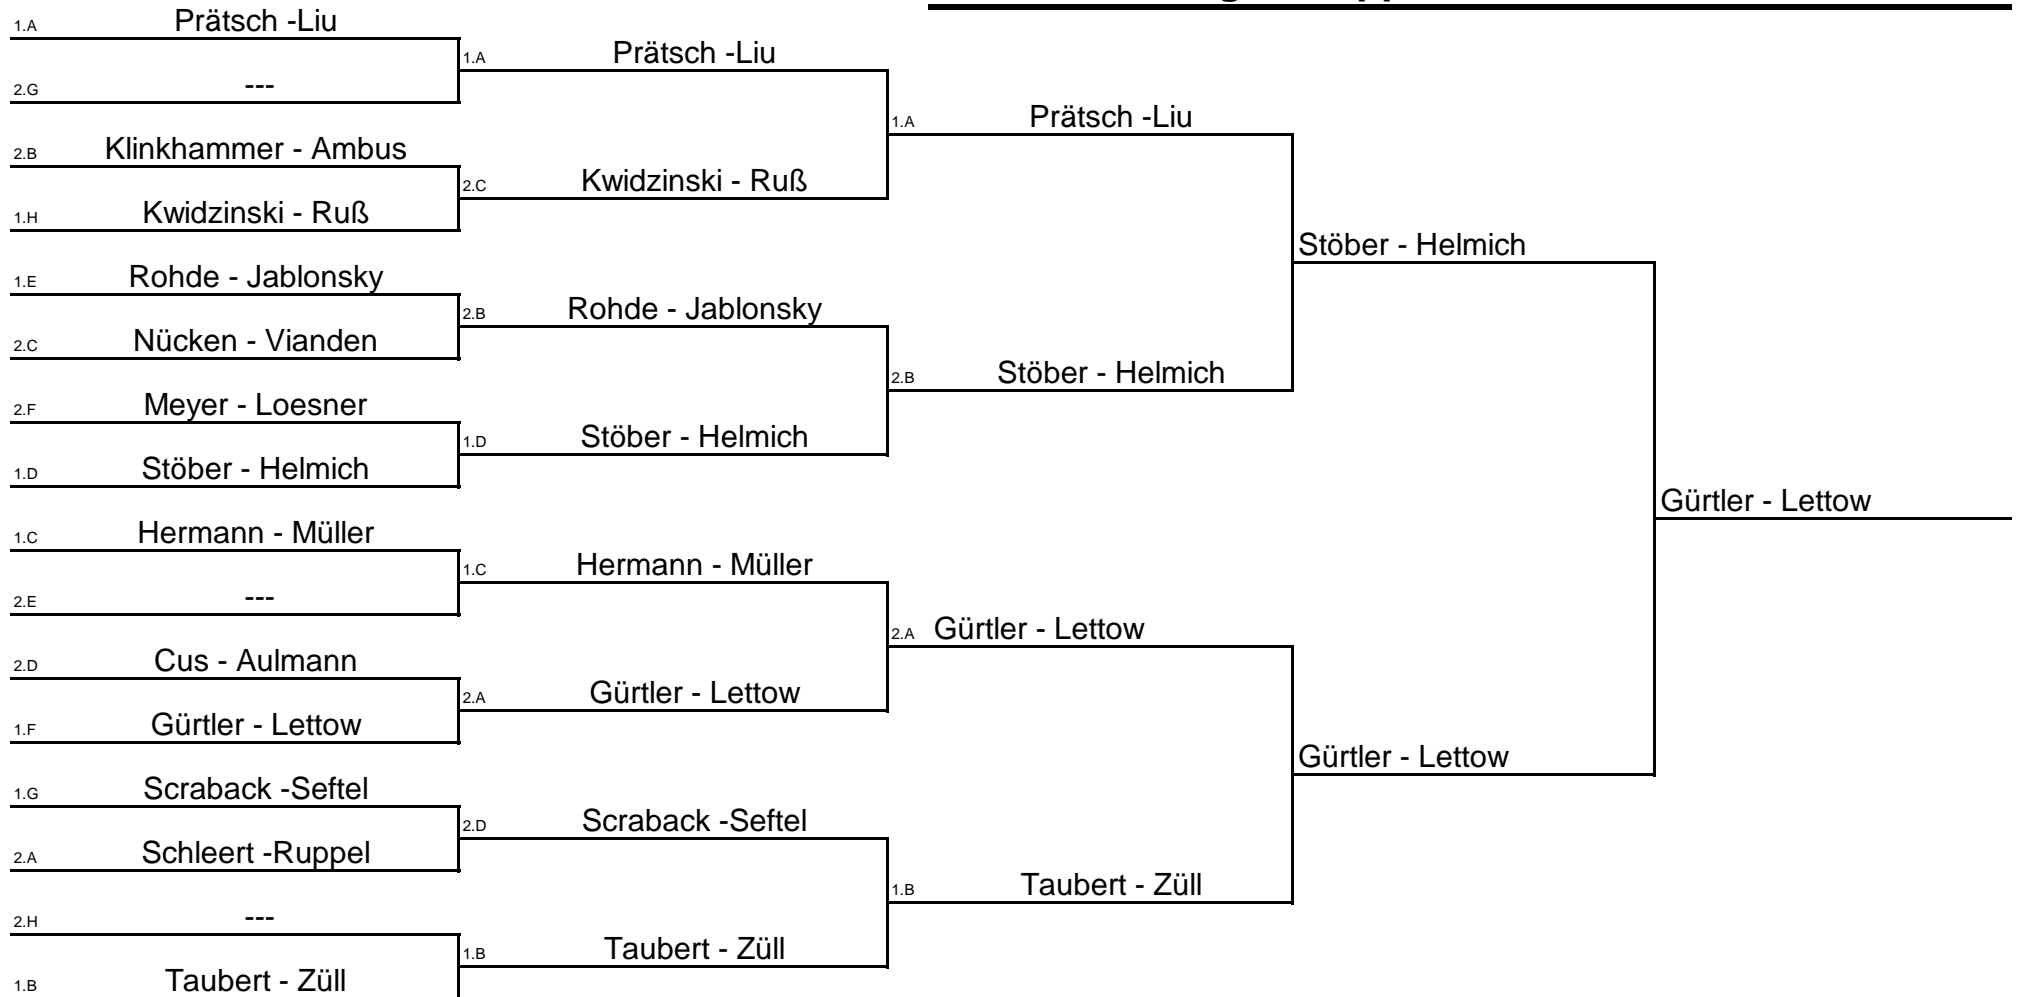 1.A Prätsch -Liu
2.G ---
2.B Klinkhammer - Ambus
1.H Kwidzinski - Ruß
1.E Rohde - Jablonsky
2.C Nücken - Vianden
2.F Meyer - Loesner
1.D Stöber - Helmich
1.C Hermann - Müller
2.E ---
2.D Cus - Aulmann
1.F Gürtler - Lettow
1.G Scraback -Seftel
2.A Schleert -Ruppel
2.H ---
1.B Taubert - Züll
1.A Prätsch -Liu
2.C Kwidzinski - Ruß
2.B Rohde - Jablonsky
1.D Stöber - Helmich
1.C Hermann - Müller
2.A Gürtler - Lettow
2.D Scraback -Seftel
1.B Taubert - Züll
1.A Prätsch -Liu
2.B Stöber - Helmich
2.A Gürtler - Lettow
1.B Taubert - Züll
Stöber - Helmich
Gürtler - Lettow
Gürtler - Lettow